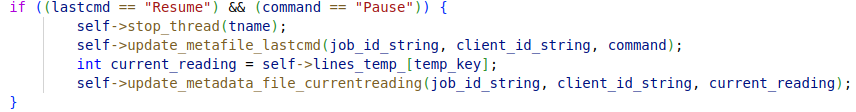 if ((lastcmd == "Resume") && (command == "Pause")) {
self->stop_thread(tname);
self->update_metafile_lastcmd(job_id_string, client_id_string, command);
int current_reading = self->lines_temp_[temp_key];
self->update_metadata_file_currentreading(job_id_string, client_id_string, current_reading);
}